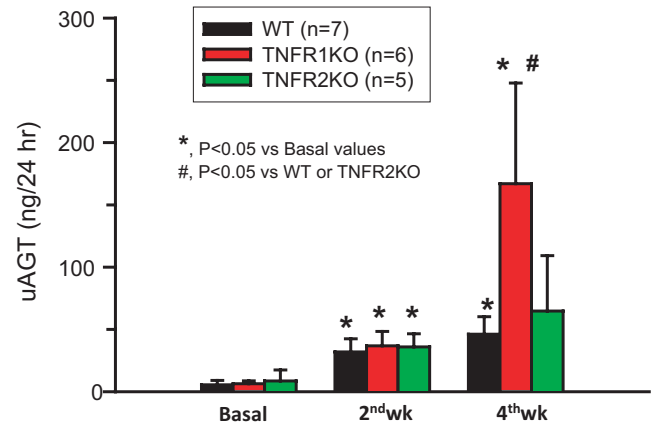 300
200
100
0
uAGT (ng/24 hr)
WT (n=7)
TNFR1KO (n=6)
TNFR2KO (n=5)
*, P<0.05 vs Basal values
#, P<0.05 vs WT or TNFR2KO
* #
* * *
*
Basal 2ndwk 4thwk